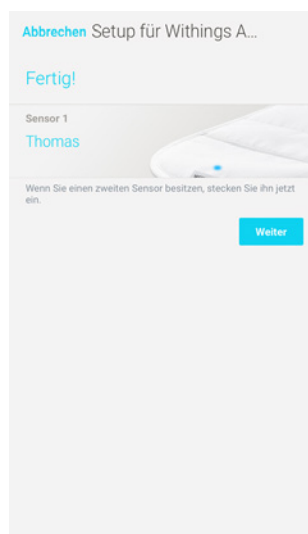 Abbrechen Setup für Withings A...
Fertig!
Sensor 1
Thomas
Wenn Sie einen zweiten Sensor besitzen, stecken Sie ihn jetzt
ein.
Weiter